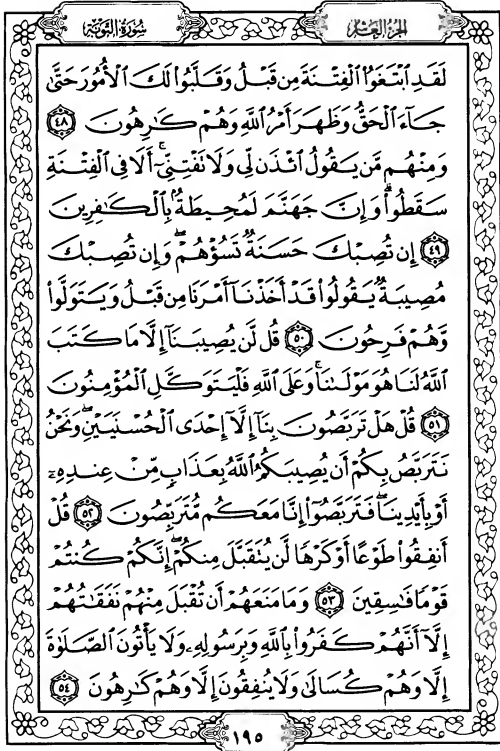 الجزء العاشر
سورة التوبة
لَقَدِ ٱبۡتَغَوُاْ ٱلۡفِتۡنَةَ مِن قَبۡلُ وَقَلَّبُواْ لَكَ ٱلۡأُمُورَ حَتَّىٰ
جَآءَ ٱلۡحَقُّ وَظَهَرَ أَمۡرُ ٱللَّهِ وَهُمۡ كَٰرِهُونَ ٤٨
وَمِنۡهُم مَّن يَقُولُ ٱئۡذَن لِّي وَلَا تَفۡتِنِّيٓۚ أَلَا فِي ٱلۡفِتۡنَةِ
سَقَطُواْۗ وَإِنَّ جَهَنَّمَ لَمُحِيطَةُۢ بِٱلۡكَٰفِرِينَ
٤٩ إِن تُصِبۡكَ حَسَنَةٞ تَسُؤۡهُمۡۖ وَإِن تُصِبۡكَ
مُصِيبَةٞ يَقُولُواْ قَدۡ أَخَذۡنَآ أَمۡرَنَا مِن قَبۡلُ وَيَتَوَلَّواْ
وَّهُمۡ فَرِحُونَ ٥٠ قُل لَّن يُصِيبَنَآ إِلَّا مَا كَتَبَ
ٱللَّهُ لَنَا هُوَ مَوۡلَىٰنَاۚ وَعَلَى ٱللَّهِ فَلۡيَتَوَكَّلِ ٱلۡمُؤۡمِنُونَ
٥١ قُلۡ هَلۡ تَرَبَّصُونَ بِنَآ إِلَّآ إِحۡدَى ٱلۡحُسۡنَيَيۡنِۖ وَنَحۡنُ
نَتَرَبَّصُ بِكُمۡ أَن يُصِيبَكُمُ ٱللَّهُ بِعَذَابٖ مِّنۡ عِندِهِۦٓ
أَوۡ بِأَيۡدِينَاۖ فَتَرَبَّصُوٓاْ إِنَّا مَعَكُم مُّتَرَبِّصُونَ ٥٢ قُلۡ
أَنفِقُواْ طَوۡعًا أَوۡ كَرۡهٗا لَّن يُتَقَبَّلَ مِنكُمۡ إِنَّكُمۡ كُنتُمۡ
قَوۡمٗا فَٰسِقِينَ ٥٣ وَمَا مَنَعَهُمۡ أَن تُقۡبَلَ مِنۡهُمۡ نَفَقَٰتُهُمۡ
إِلَّآ أَنَّهُمۡ كَفَرُواْ بِٱللَّهِ وَبِرَسُولِهِۦ وَلَا يَأۡتُونَ ٱلصَّلَوٰةَ
إِلَّا وَهُمۡ كُسَالَىٰ وَلَا يُنفِقُونَ إِلَّا وَهُمۡ كَٰرِهُونَ ٥٤
١٩٥